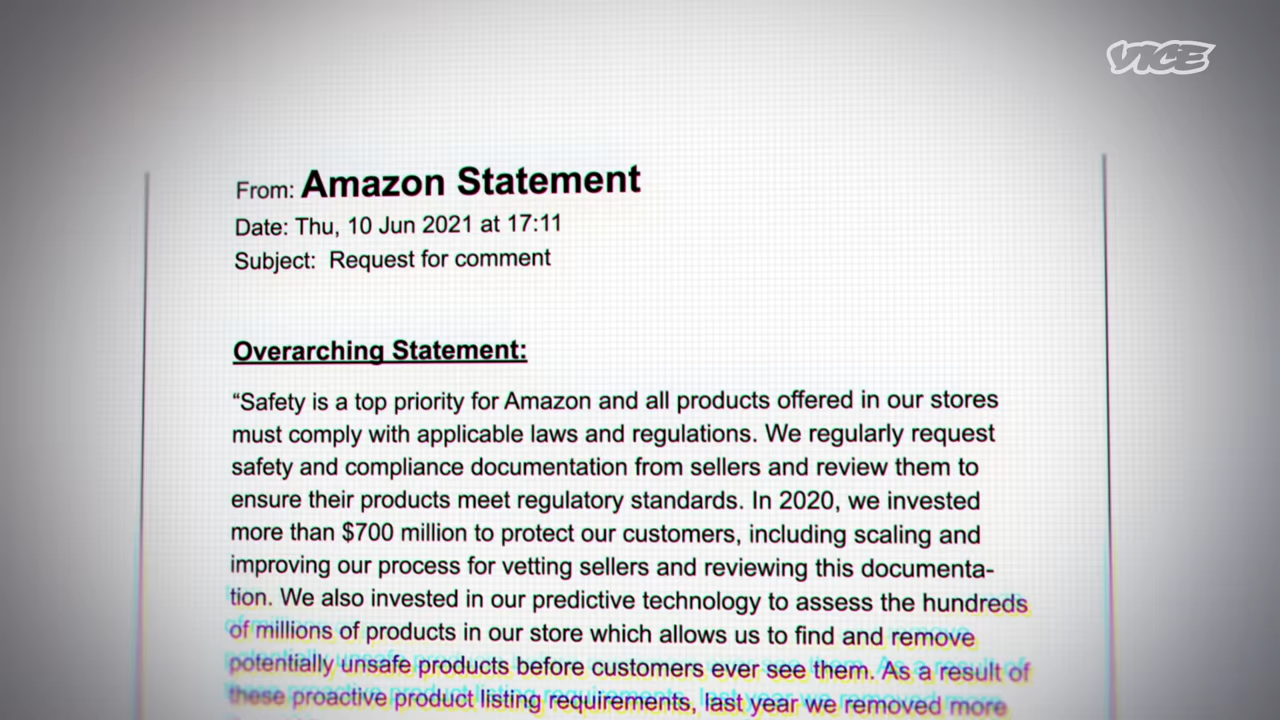 VICE
From: Amazon Statement
Date: Thu, 10 Jun 2021 at 17:11
Subject: Request for comment
Overarching Statement:
“Safety is a top priority for Amazon and all products offered in our stores
must comply with applicable laws and regulations. We regularly request
safety and compliance documentation from sellers and review them to
ensure their products meet regulatory standards. In 2020, we invested
more than $700 million to protect our customers, including scaling and
improving our process for vetting sellers and reviewing this documenta-
tion. We also invested in our predictive technology to assess the hundreds
of millions of products in our store which allows us to find and remove
potentially unsafe products before customers ever see them. As a result of
these proactive product listing requirements, last year we removed more